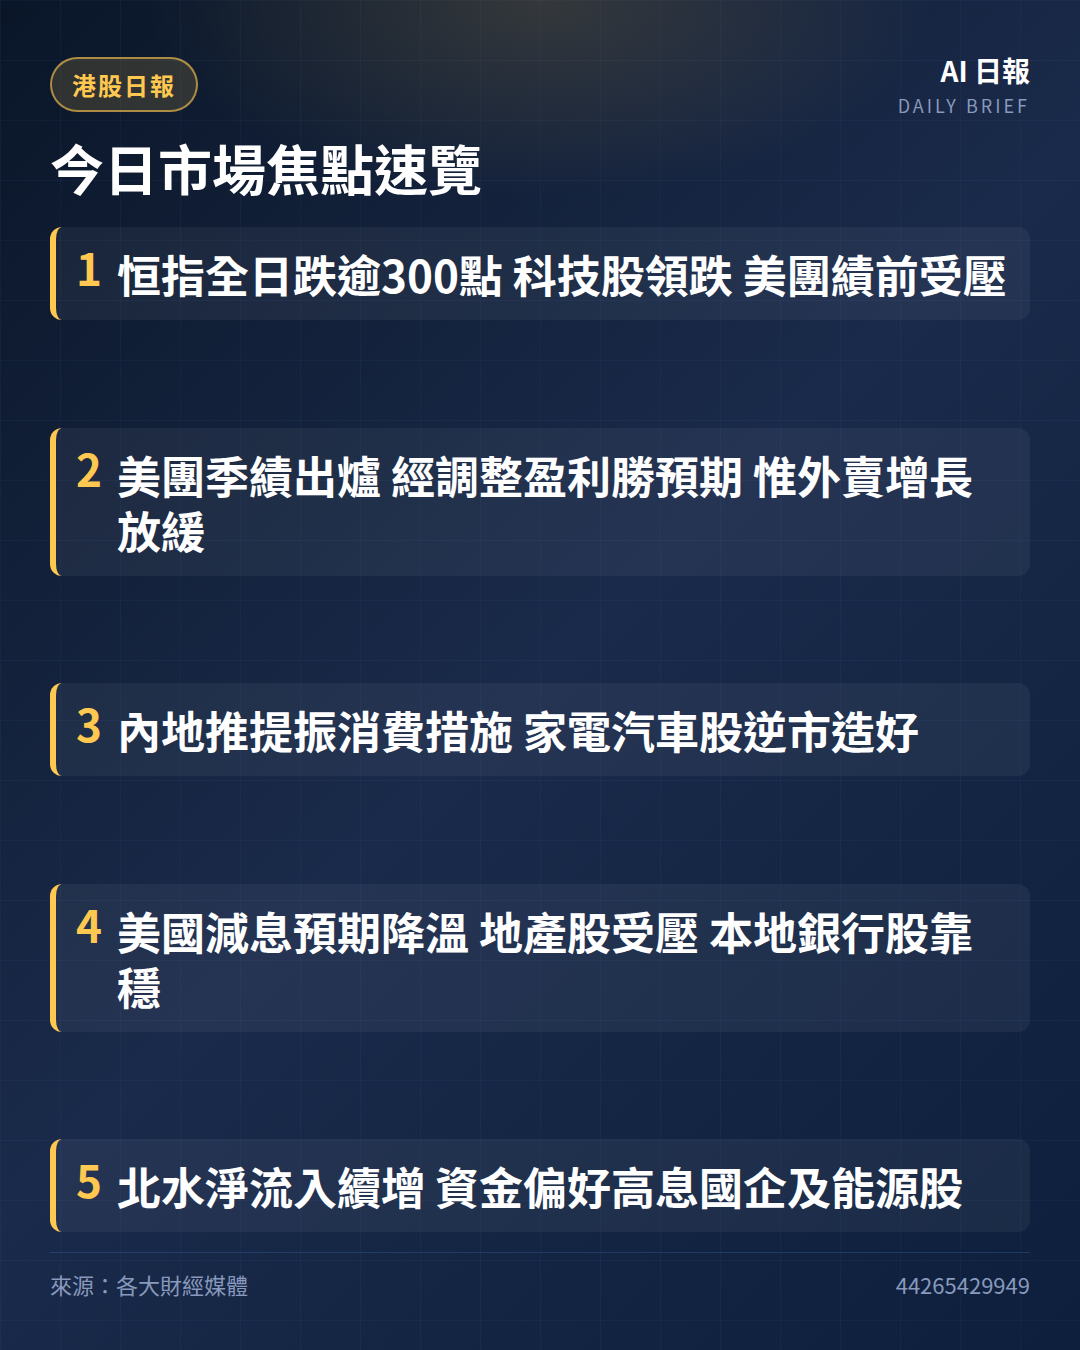 港股日報
AI 日報
DAILY BRIEF
今日市場焦點速覽
1 恒指全日跌逾300點 科技股領跌 美團績前受壓
2 美團季績出爐 經調整盈利勝預期 惟外賣增長
放緩
3 內地推提振消費措施 家電汽車股逆市造好
4 美國減息預期降溫 地產股受壓 本地銀行股靠
穩
5 北水淨流入續增 資金偏好高息國企及能源股
來源：各大財經媒體
44265429949